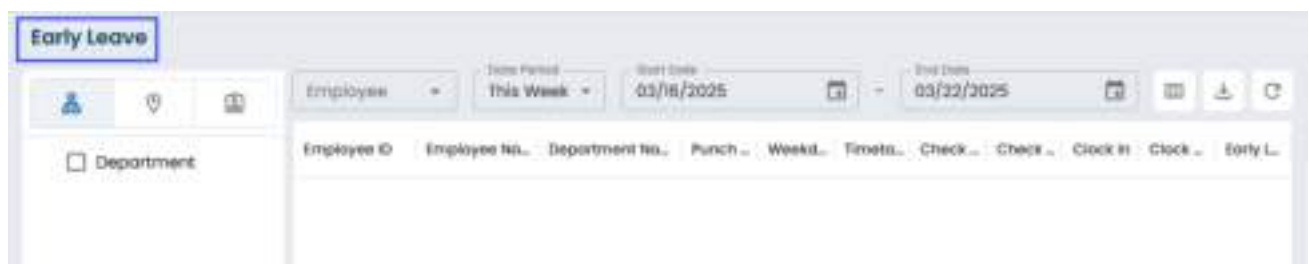 Early Leave
Date Period Start Date End Date
Employee This Week 03/16/2025 - 03/22/2025
Department
Employee ID Employee Na... Department Na... Punch ... Weekd... Timeta... Check ... Check ... Clock In Clock ... Early L...